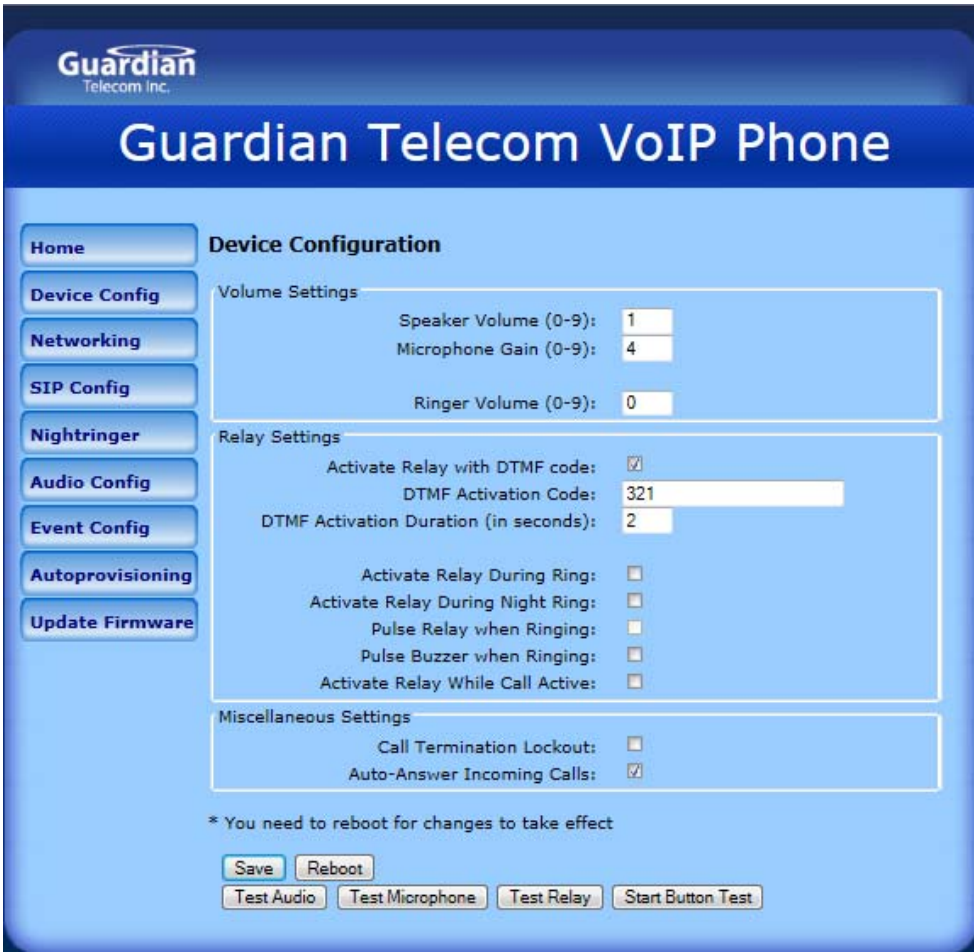 Guardian
Telecom Inc.
Guardian Telecom VoIP Phone
Home
Device Config
Networking
SIP Config
Nightringer
Audio Config
Event Config
Autoprovisioning
Update Firmware
Device Configuration
Volume Settings
Speaker Volume (0-9): 1
Microphone Gain (0-9): 4
Ringer Volume (0-9): 0
Relay Settings
Activate Relay with DTMF code:
DTMF Activation Code: 321
DTMF Activation Duration (in seconds): 2
Activate Relay During Ring:
Activate Relay During Night Ring:
Pulse Relay when Ringing:
Pulse Buzzer when Ringing:
Activate Relay While Call Active:
Miscellaneous Settings
Call Termination Lockout:
Auto-Answer Incoming Calls:
* You need to reboot for changes to take effect
Save Reboot
Test Audio Test Microphone Test Relay Start Button Test